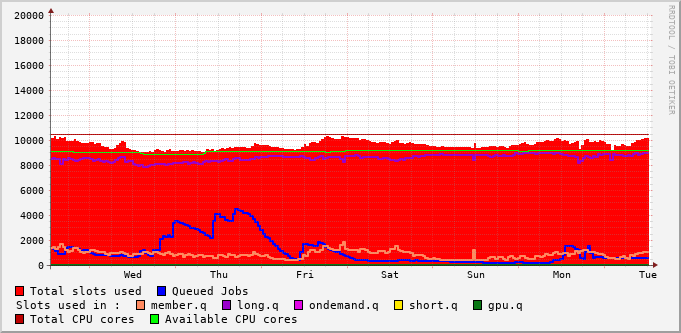 20000
18000
16000
14000
12000
10000
8000
6000
4000
2000
0
Wed Thu Fri Sat Sun Mon Tue
Total slots used Queued Jobs
Slots used in : member.q long.q ondemand.q short.q gpu.q
Total CPU cores Available CPU cores
RRDTOOL / TOBI OETIKER